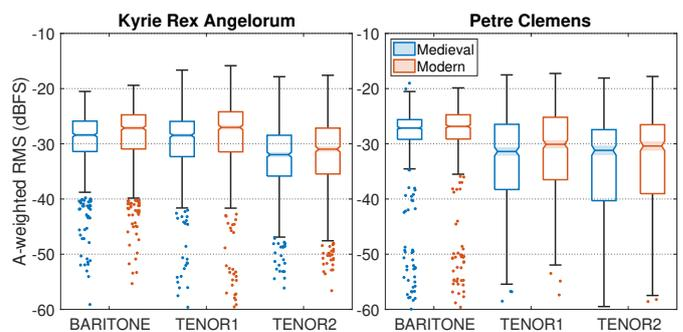 Kyrie Rex Angelorum
Petre Clemens
A-weighted RMS (dBFS)
-10
-20
-30
-40
-50
-60
BARITONE TENOR1 TENOR2
-10
-20
-30
-40
-50
-60
BARITONE TENOR1 TENOR2
Medieval
Modern